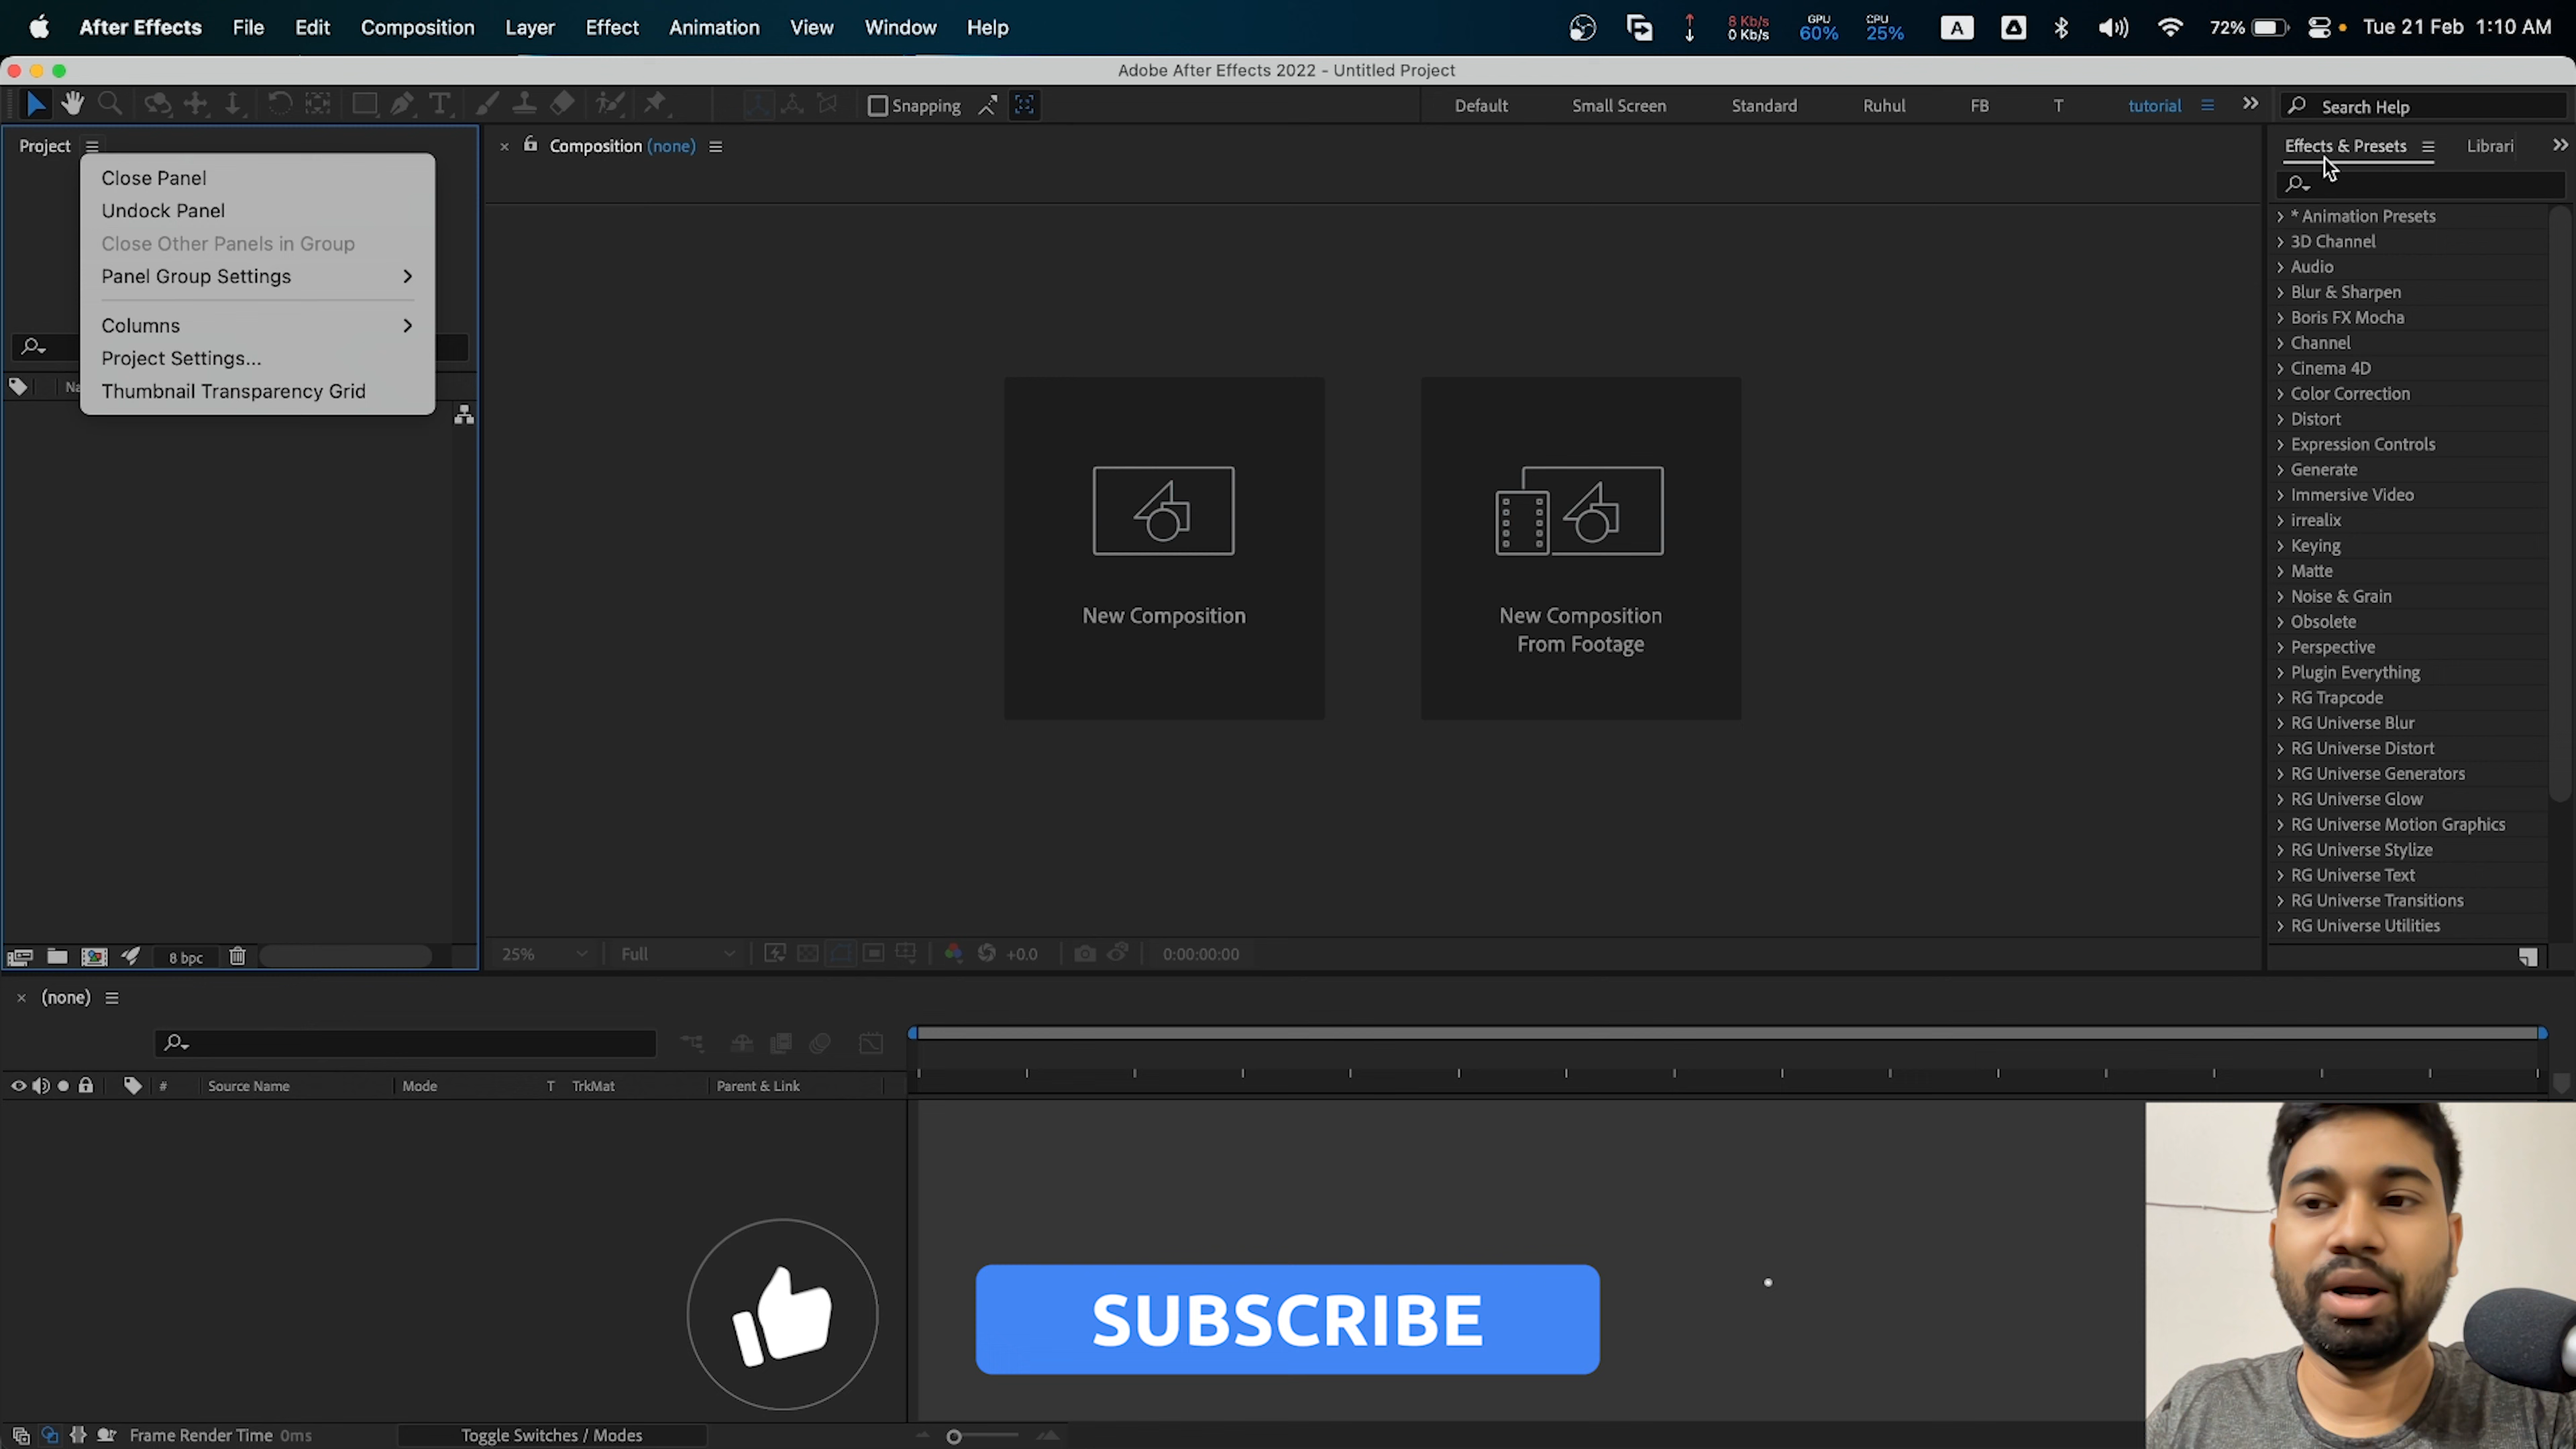 After Effects File Edit Composition Layer Effect Animation View Window Help 8 Kb/s 0 Kb/s GPU 60% CPU 25% A 72% Tue 21 Feb 1:10 AM
Adobe After Effects 2022 - Untitled Project
Snapping Default Small Screen Standard Ruhul FB T tutorial Search Help
Project
Close Panel
Undock Panel
Close Other Panels in Group
Panel Group Settings
Columns
Project Settings...
Thumbnail Transparency Grid
Na
8 bpc
Composition (none)
New Composition
New Composition
From Footage
25% Full +0.0 0:00:00:00
Effects & Presets Librari
* Animation Presets
3D Channel
Audio
Blur & Sharpen
Boris FX Mocha
Channel
Cinema 4D
Color Correction
Distort
Expression Controls
Generate
Immersive Video
irrealix
Keying
Matte
Noise & Grain
Obsolete
Perspective
Plugin Everything
RG Trapcode
RG Universe Blur
RG Universe Distort
RG Universe Generators
RG Universe Glow
RG Universe Motion Graphics
RG Universe Stylize
RG Universe Text
RG Universe Transitions
RG Universe Utilities
(none)
# Source Name Mode T TrkMat Parent & Link
SUBSCRIBE
Frame Render Time 0ms Toggle Switches / Modes